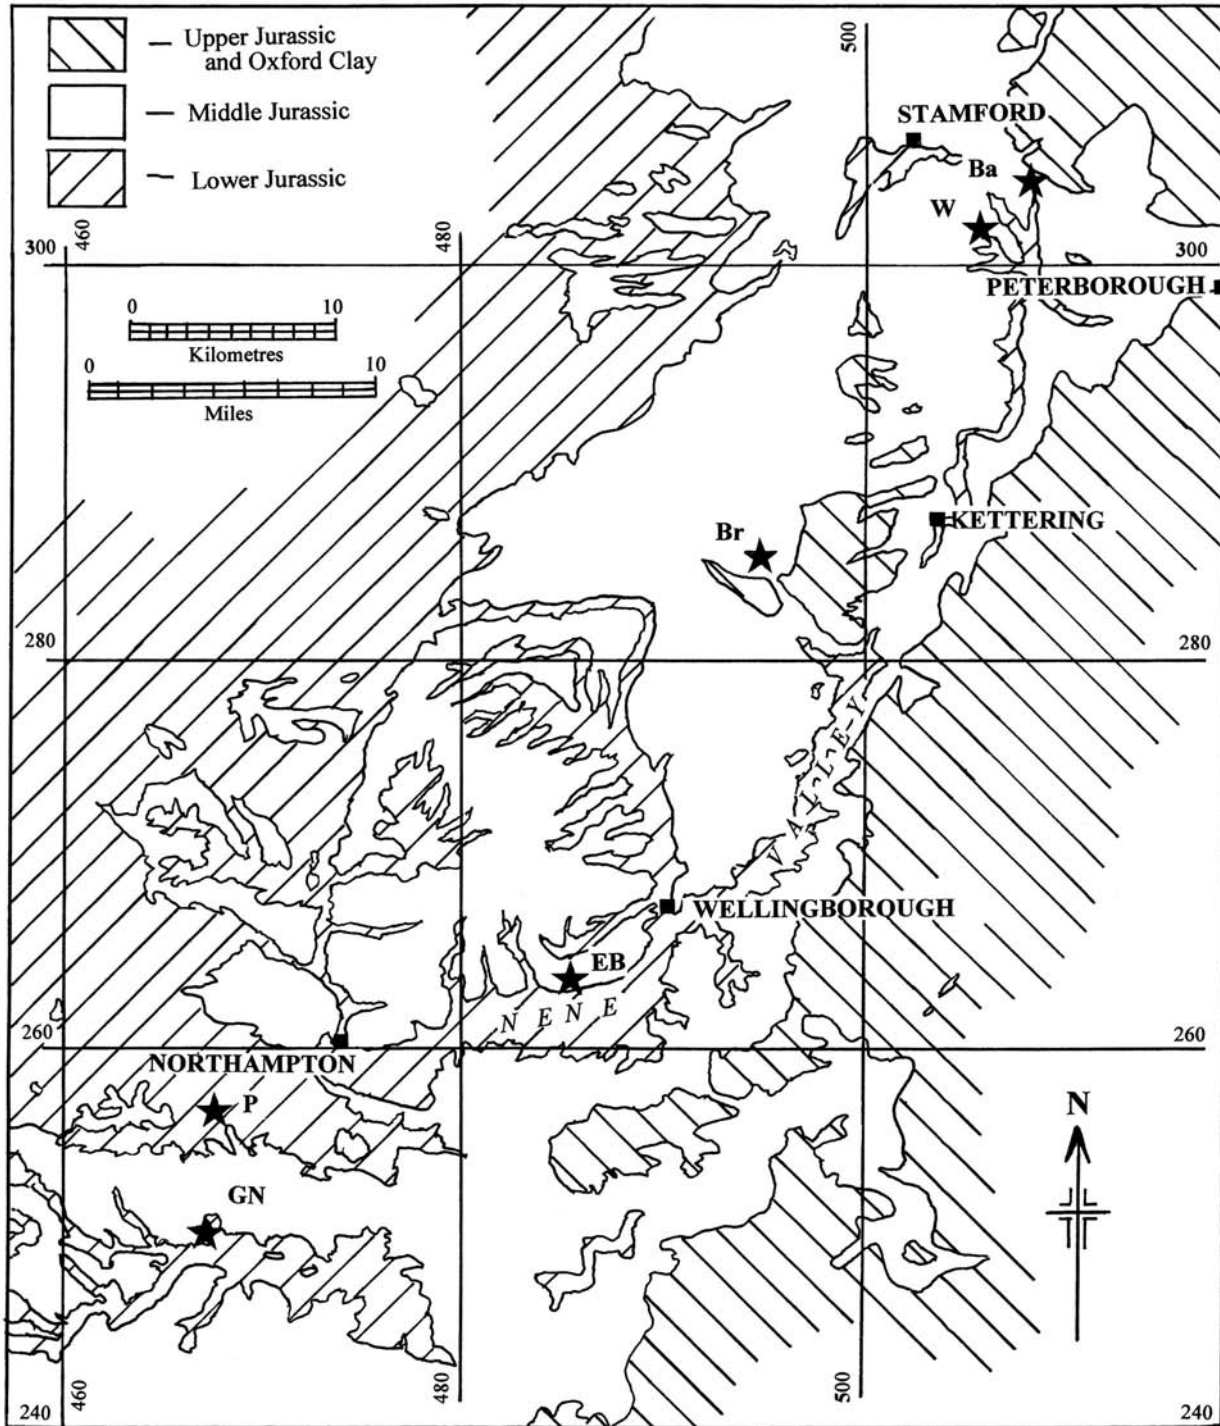 Upper Jurassic
and Oxford Clay
Middle Jurassic
Lower Jurassic
500
STAMFORD
Ba
W
460
480
300
300
PETERBOROUGH
0
10
Kilometres
0
10
Miles
Br
KETTERING
280
280
V A L L E Y
WELLINGBOROUGH
EB
N E N E
260
260
NORTHAMPTON
P
N
GN
460
480
500
240
240